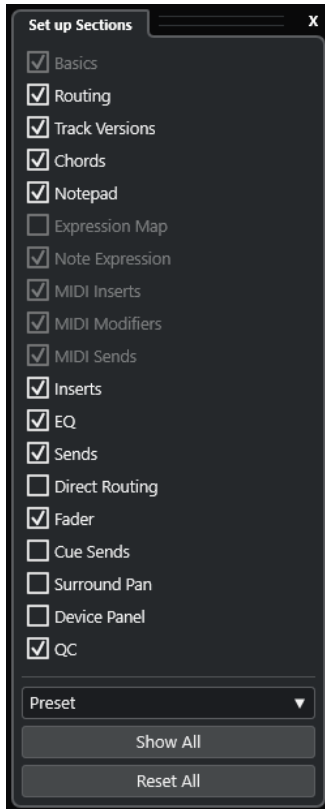 Set up Sections X
Basics
Routing
Track Versions
Chords
Notepad
Expression Map
Note Expression
MIDI Inserts
MIDI Modifiers
MIDI Sends
Inserts
EQ
Sends
Direct Routing
Fader
Cue Sends
Surround Pan
Device Panel
QC
Preset
Show All
Reset All